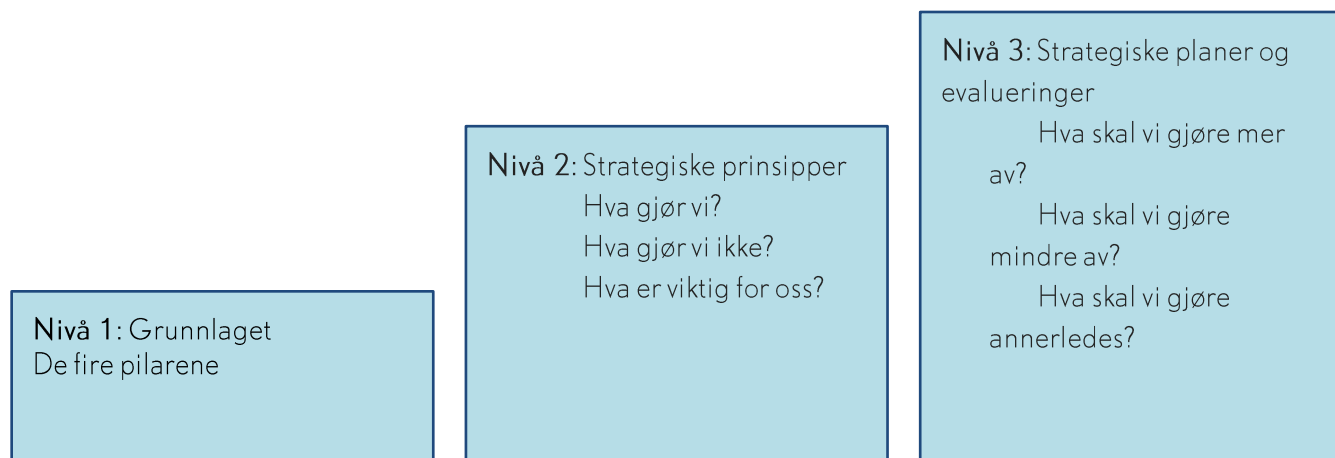 Nivå 1: Grunnlaget
De fire pilarene
Nivå 2: Strategiske prinsipper
Hva gjør vi?
Hva gjør vi ikke?
Hva er viktig for oss?
Nivå 3: Strategiske planer og
evalueringer
Hva skal vi gjøre mer
av?
Hva skal vi gjøre
mindre av?
Hva skal vi gjøre
annerledes?